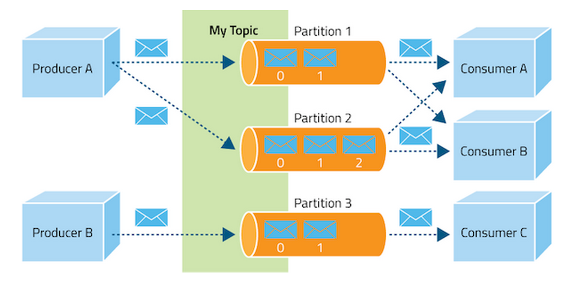 My Topic
Partition 1
Producer A
0 1
Consumer A
Partition 2
0 1 2
Consumer B
Partition 3
Producer B
0 1
Consumer C